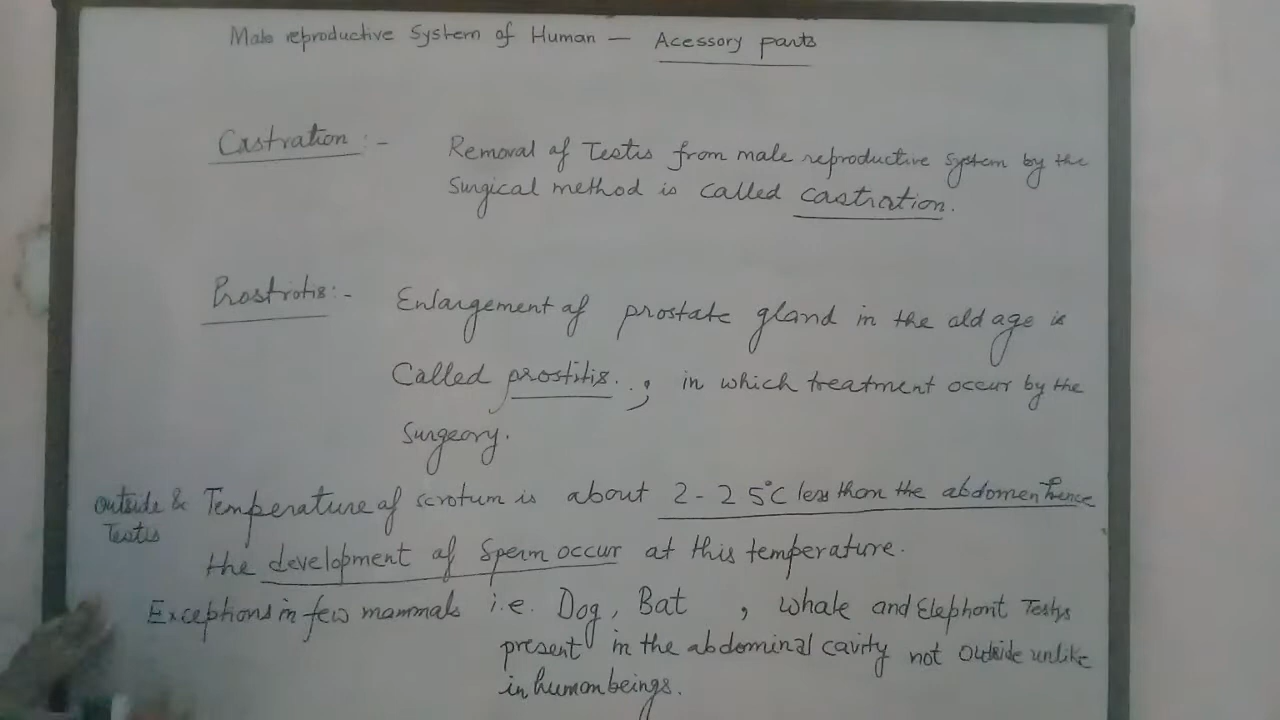 Male reproductive System of Human — Acessory parts
Castration :- Removal of Testis from male reproductive system by the
Surgical method is called castration.
Prostrotis:- Enlargement of prostate gland in the old age is
Called prostitis. ; in which treatment occur by the
Surgeory.
outside & Temperature of scrotum is about 2 - 2 5°C less than the abdomen hence
Testis
the development of Sperm occur at this temperature.
Exceptions in few mammals i.e. Dog, Bat , Whale and Elephant Testys
present in the abdominal cavity not outside unlike
in human beings.